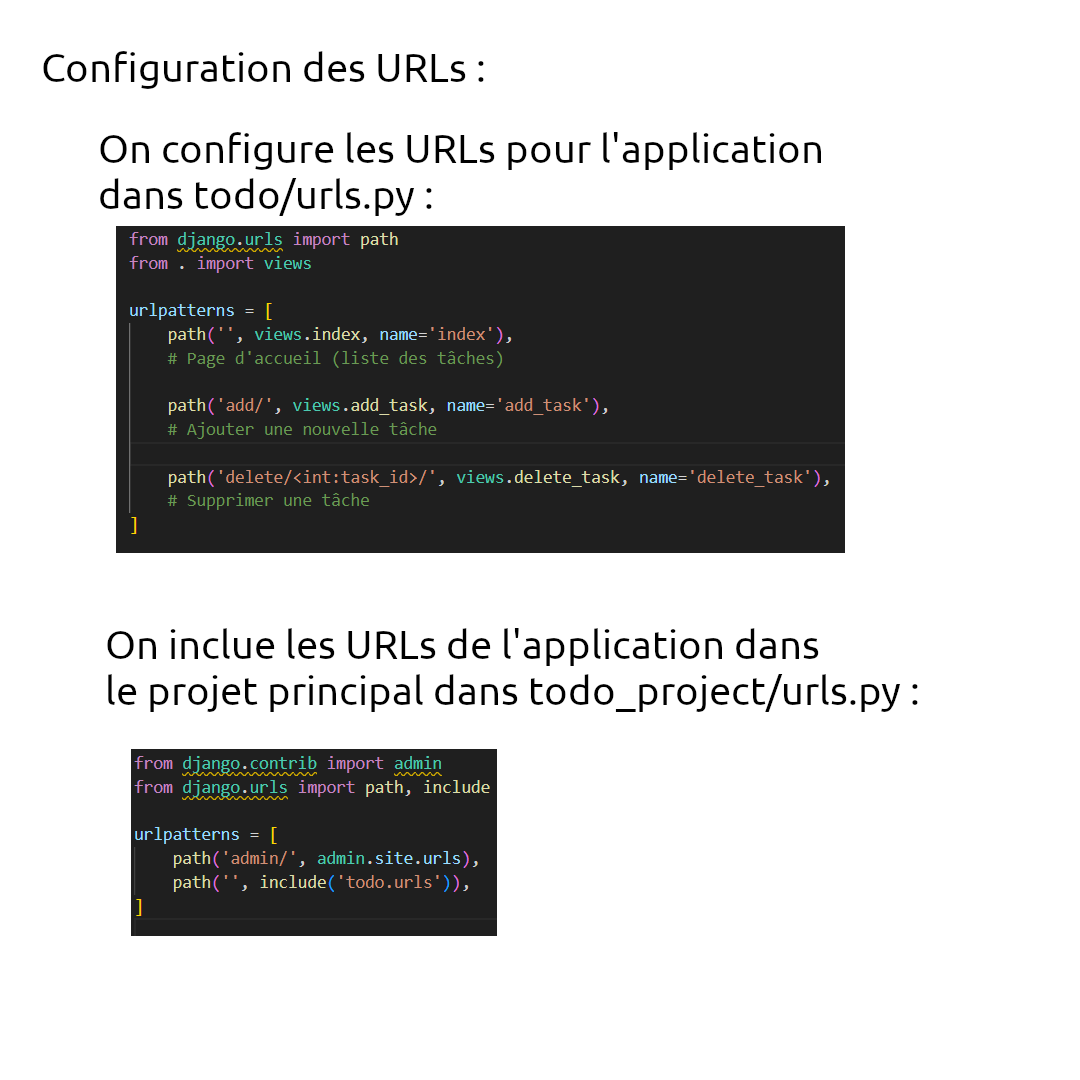 Configuration des URLs :
On configure les URLs pour l'application
dans todo/urls.py :
from django.urls import path
from . import views
urlpatterns = [
path('', views.index, name='index'),
# Page d'accueil (liste des tâches)
path('add/', views.add_task, name='add_task'),
# Ajouter une nouvelle tâche
path('delete/<int:task_id>/', views.delete_task, name='delete_task'),
# Supprimer une tâche
]
On inclue les URLs de l'application dans
le projet principal dans todo_project/urls.py :
from django.contrib import admin
from django.urls import path, include
urlpatterns = [
path('admin/', admin.site.urls),
path('', include('todo.urls')),
]